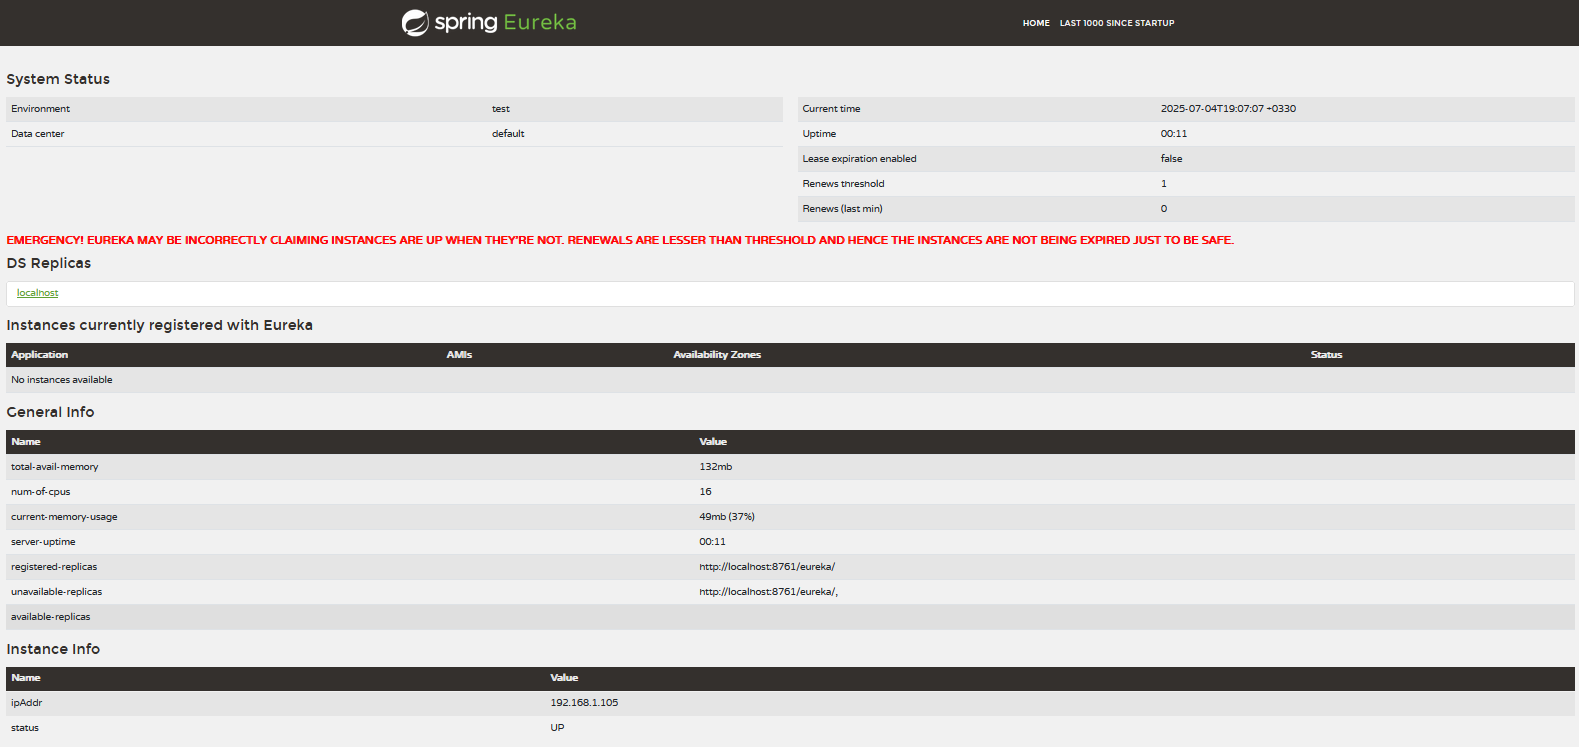 spring Eureka
HOME LAST 1000 SINCE STARTUP
System Status
Environment test
Data center default
Current time 2025-07-04T19:07:07 +0330
Uptime 00:11
Lease expiration enabled false
Renews threshold 1
Renews (last min) 0
EMERGENCY! EUREKA MAY BE INCORRECTLY CLAIMING INSTANCES ARE UP WHEN THEY'RE NOT. RENEWALS ARE LESSER THAN THRESHOLD AND HENCE THE INSTANCES ARE NOT BEING EXPIRED JUST TO BE SAFE.
DS Replicas
localhost
Instances currently registered with Eureka
Application AMIs Availability Zones Status
No instances available
General Info
Name Value
total-avail-memory 132mb
num-of-cpus 16
current-memory-usage 49mb (37%)
server-uptime 00:11
registered-replicas http://localhost:8761/eureka/
unavailable-replicas http://localhost:8761/eureka/,
available-replicas
Instance Info
Name Value
ipAddr 192.168.1.105
status UP